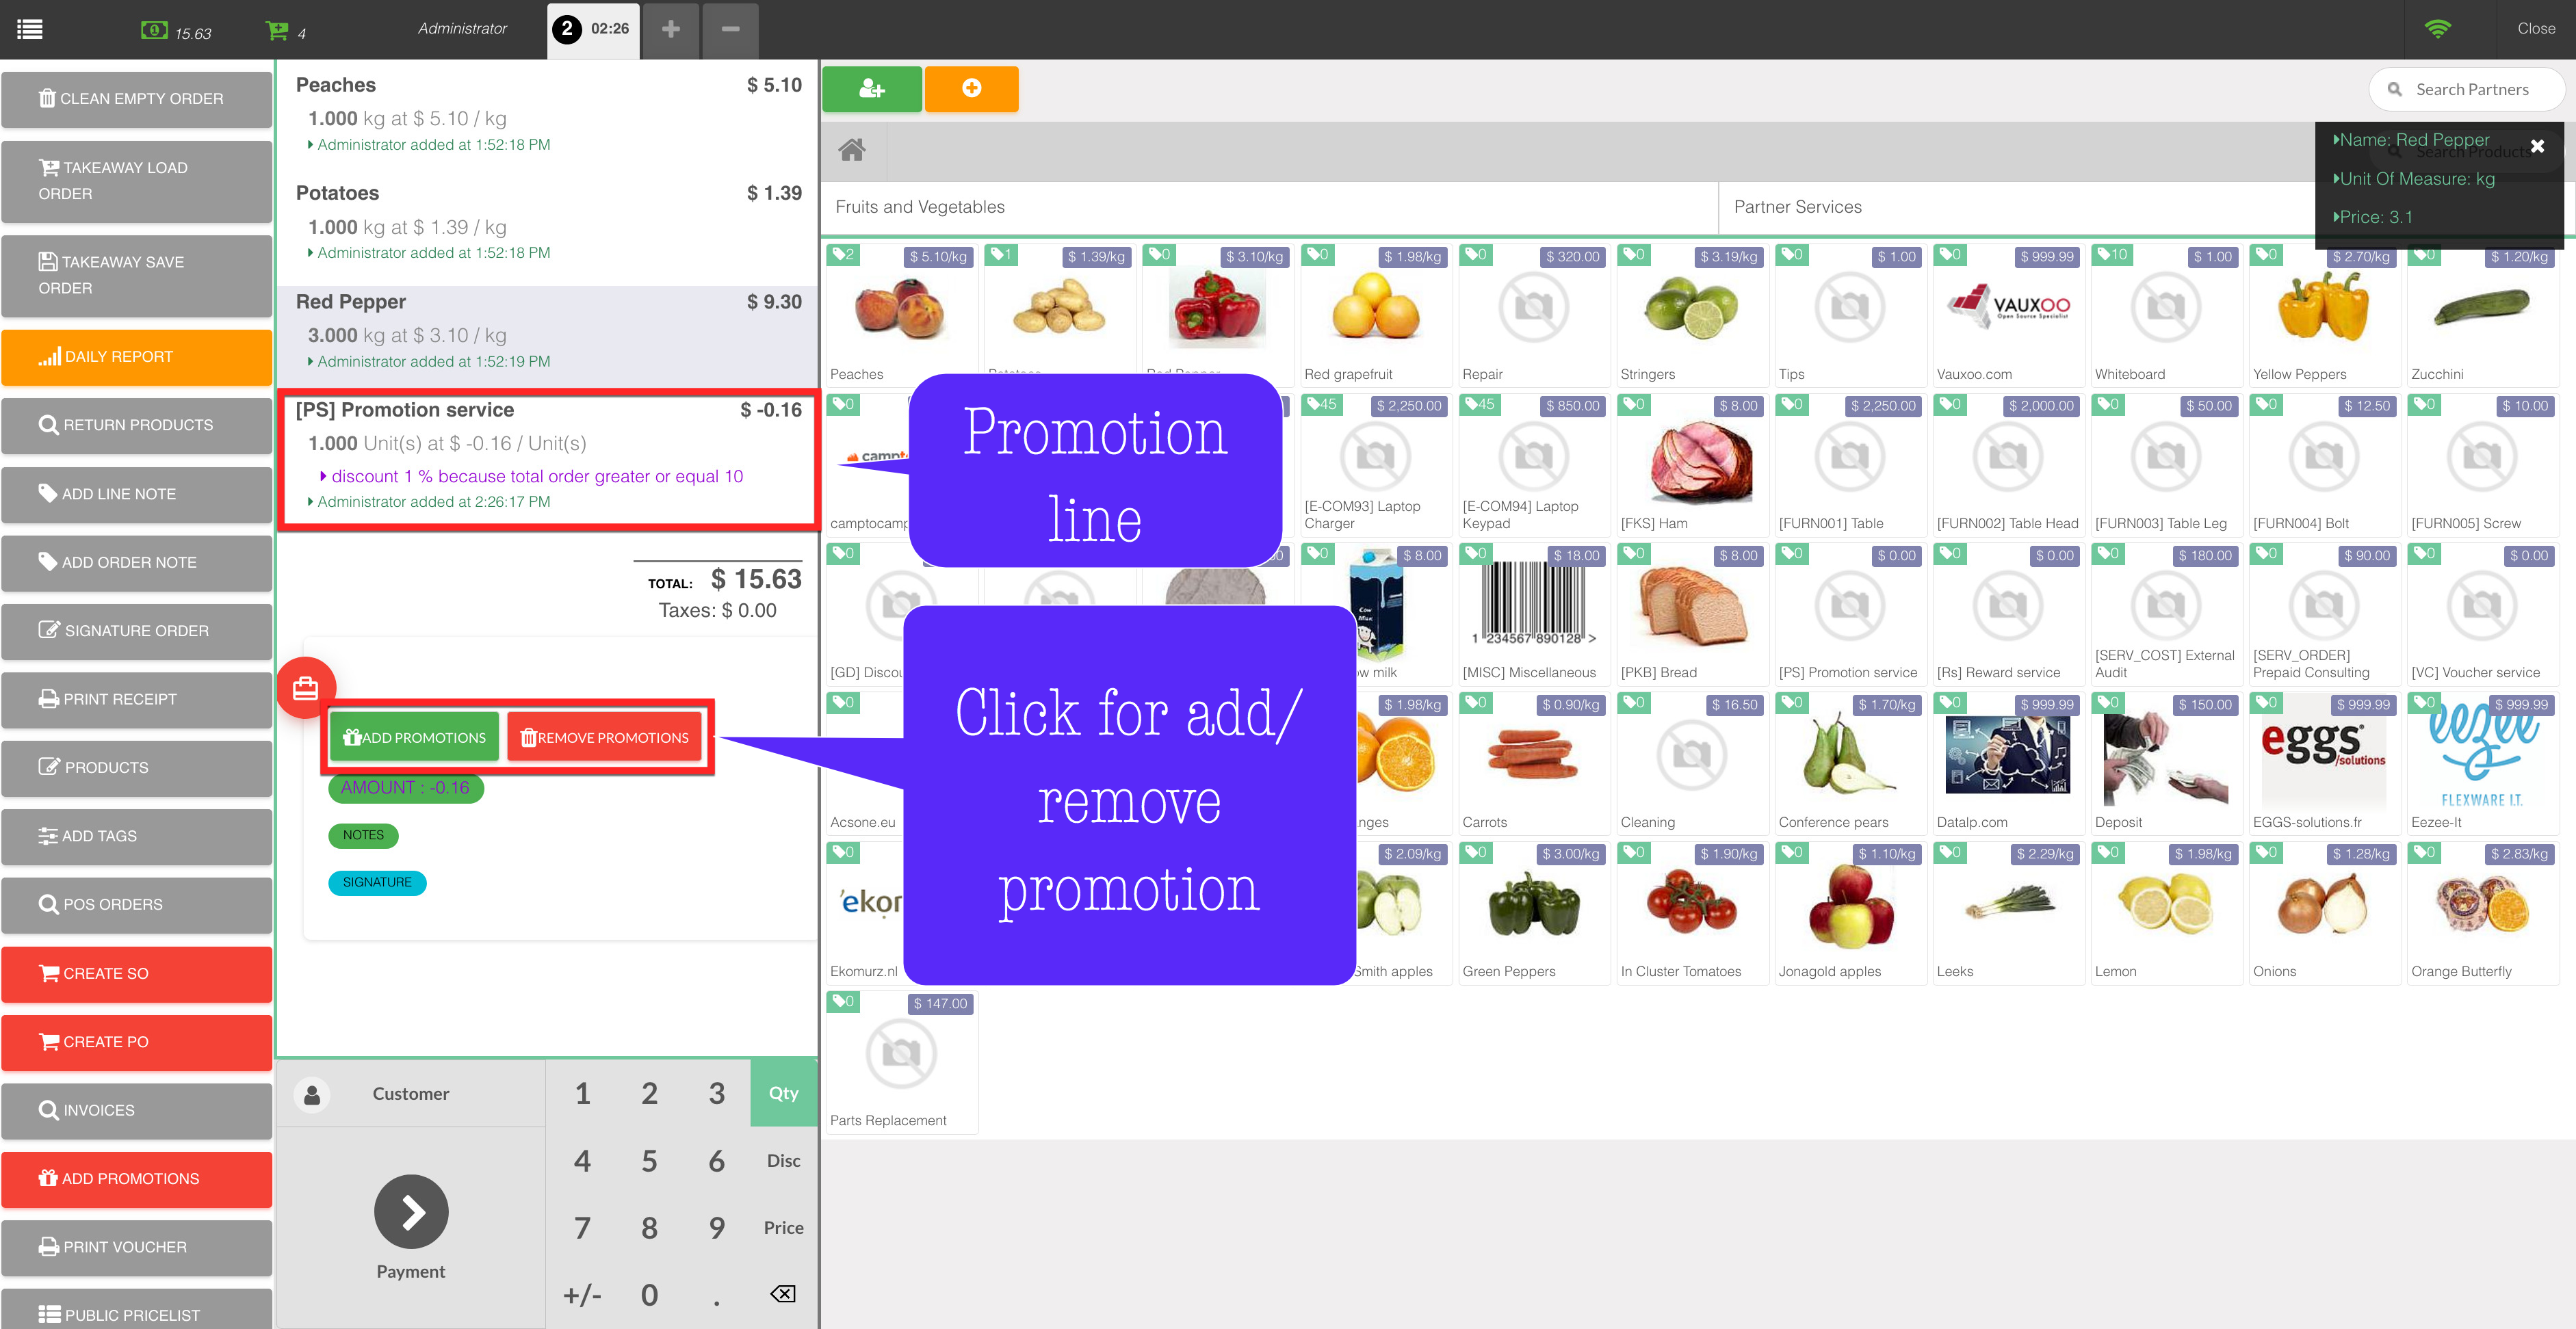 15.63
4
Administrator
2 02:26
Close
CLEAN EMPTY ORDER
TAKEAWAY LOAD
ORDER
TAKEAWAY SAVE
ORDER
DAILY REPORT
RETURN PRODUCTS
ADD LINE NOTE
ADD ORDER NOTE
SIGNATURE ORDER
PRINT RECEIPT
PRODUCTS
ADD TAGS
POS ORDERS
CREATE SO
CREATE PO
INVOICES
ADD PROMOTIONS
PRINT VOUCHER
PUBLIC PRICELIST
Peaches $ 5.10
1.000 kg at $ 5.10 / kg
Administrator added at 1:52:18 PM
Potatoes $ 1.39
1.000 kg at $ 1.39 / kg
Administrator added at 1:52:18 PM
Red Pepper $ 9.30
3.000 kg at $ 3.10 / kg
Administrator added at 1:52:19 PM
[PS] Promotion service $ -0.16
1.000 Unit(s) at $ -0.16 / Unit(s)
discount 1 % because total order greater or equal 10
Administrator added at 2:26:17 PM
TOTAL: $ 15.63
Taxes: $ 0.00
ADD PROMOTIONS REMOVE PROMOTIONS
AMOUNT : -0.16
NOTES
SIGNATURE
Customer
Payment
1 2 3 Qty
4 5 6 Disc
7 8 9 Price
+/- 0 .
Search Partners
Search Products
Name: Red Pepper
Unit Of Measure: kg
Price: 3.1
Fruits and Vegetables
Partner Services
2 $ 5.10/kg 1 $ 1.39/kg 0 $ 3.10/kg 0 $ 1.98/kg 0 $ 320.00 0 $ 3.19/kg 0 $ 1.00 0 $ 999.99 10 $ 1.00 0 $ 2.70/kg 0 $ 1.20/kg
VAUXOO
Open Source Specialist
Peaches Potatoes Red Pepper Red grapefruit Repair Stringers Tips Vauxoo.com Whiteboard Yellow Peppers Zucchini
0 45 $ 2,250.00 45 $ 850.00 0 $ 8.00 0 $ 2,250.00 0 $ 2,000.00 0 $ 50.00 0 $ 12.50 0 $ 10.00
Promotion
line
camptocamp
[E-COM93] Laptop
Charger
[E-COM94] Laptop
Keypad
[FKS] Ham [FURN001] Table [FURN002] Table Head [FURN003] Table Leg [FURN004] Bolt [FURN005] Screw
0 0 $ 8.00 0 $ 18.00 0 $ 8.00 0 $ 0.00 0 $ 0.00 0 $ 180.00 0 $ 90.00 0 $ 0.00
Cow
Milk
1 234567 890128 >
[GD] milk [MISC] Miscellaneous [PKB] Bread [PS] Promotion service [Rs] Reward service
[SERV_COST] External
Audit
[SERV_ORDER]
Prepaid Consulting
[VC] Voucher service
Click for add/
remove
promotion
0 $ 1.98/kg 0 $ 0.90/kg 0 $ 16.50 0 $ 1.70/kg 0 $ 999.99 0 $ 150.00 0 $ 999.99 0 $ 999.99
eggs
/solutions
eezee
FLEXWARE I.T.
Acsone.eu Carrots Cleaning Conference pears Datalp.com Deposit EGGS-solutions.fr Eezee-It
0 $ 2.09/kg 0 $ 3.00/kg 0 $ 1.90/kg 0 $ 1.10/kg 0 $ 2.29/kg 0 $ 1.98/kg 0 $ 1.28/kg 0 $ 2.83/kg
Ekomurz.nl Smith apples Green Peppers In Cluster Tomatoes Jonagold apples Leeks Lemon Onions Orange Butterfly
0 $ 147.00
Parts Replacement